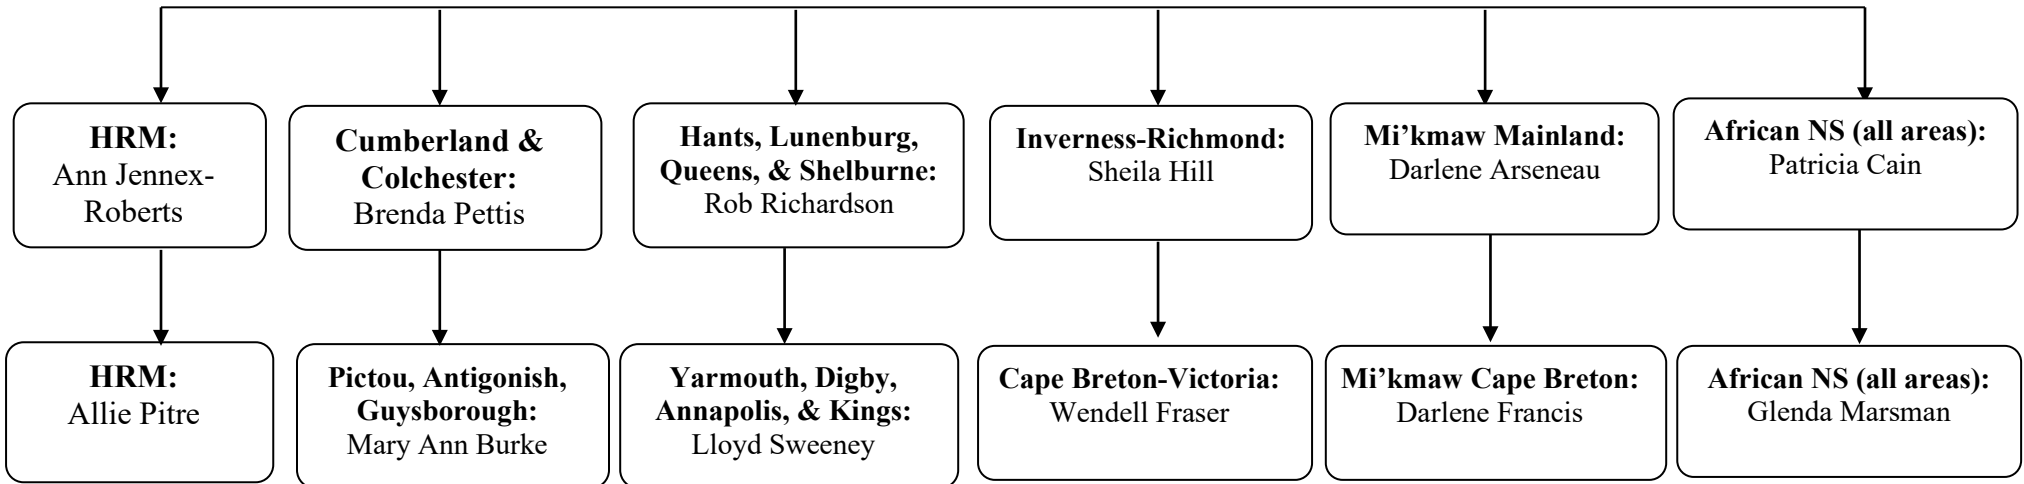 HRM:
Ann Jennex-
Roberts
Cumberland &
Colchester:
Brenda Pettis
Hants, Lunenburg,
Queens, & Shelburne:
Rob Richardson
Inverness-Richmond:
Sheila Hill
Mi’kmaw Mainland:
Darlene Arseneau
African NS (all areas):
Patricia Cain
HRM:
Allie Pitre
Pictou, Antigonish,
Guysborough:
Mary Ann Burke
Yarmouth, Digby,
Annapolis, & Kings:
Lloyd Sweeney
Cape Breton-Victoria:
Wendell Fraser
Mi’kmaw Cape Breton:
Darlene Francis
African NS (all areas):
Glenda Marsman